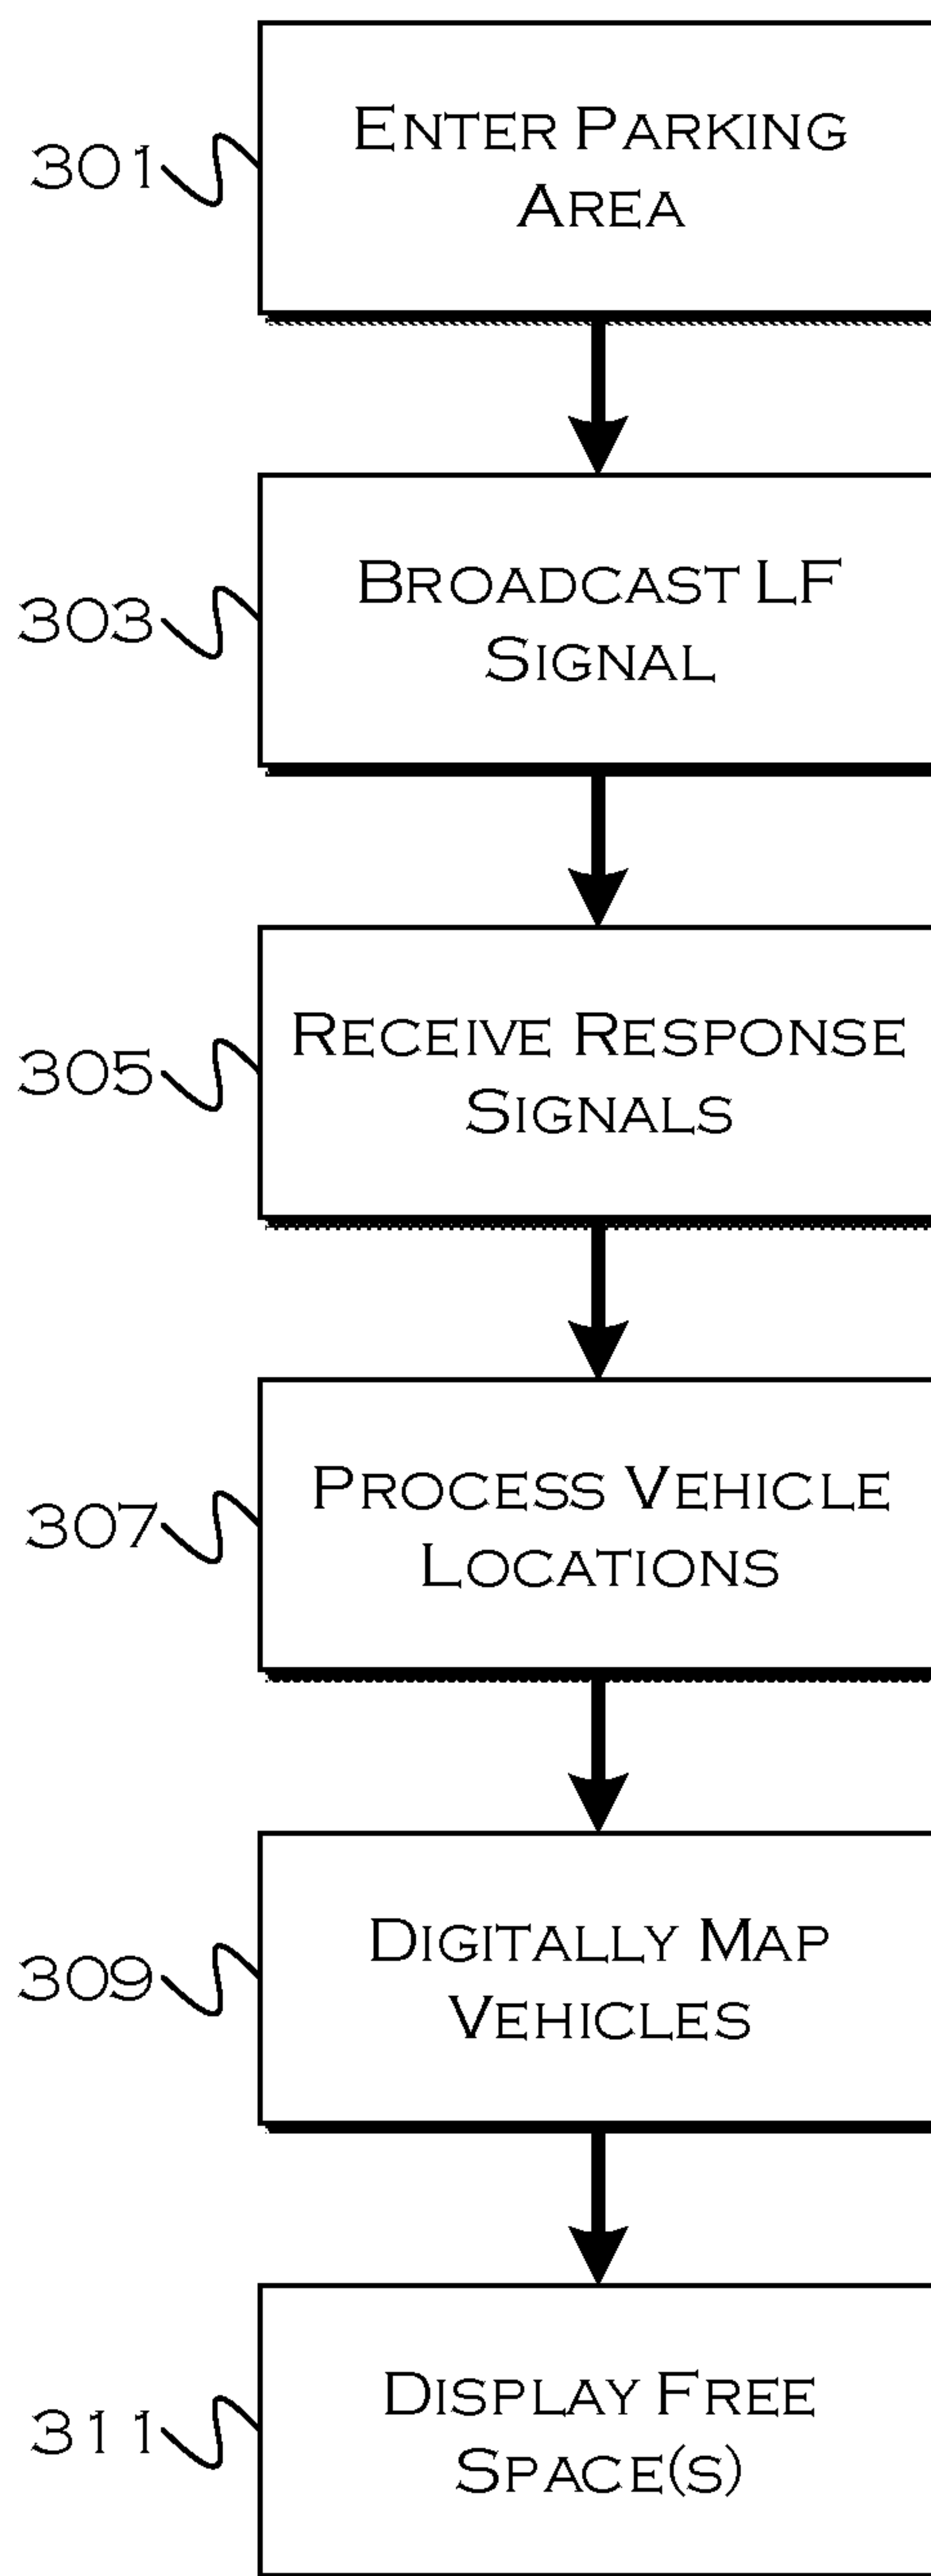 301
ENTER PARKING
AREA
303
BROADCAST LF
SIGNAL
305
RECEIVE RESPONSE
SIGNALS
307
PROCESS VEHICLE
LOCATIONS
309
DIGITALLY MAP
VEHICLES
311
DISPLAY FREE
SPACE(S)